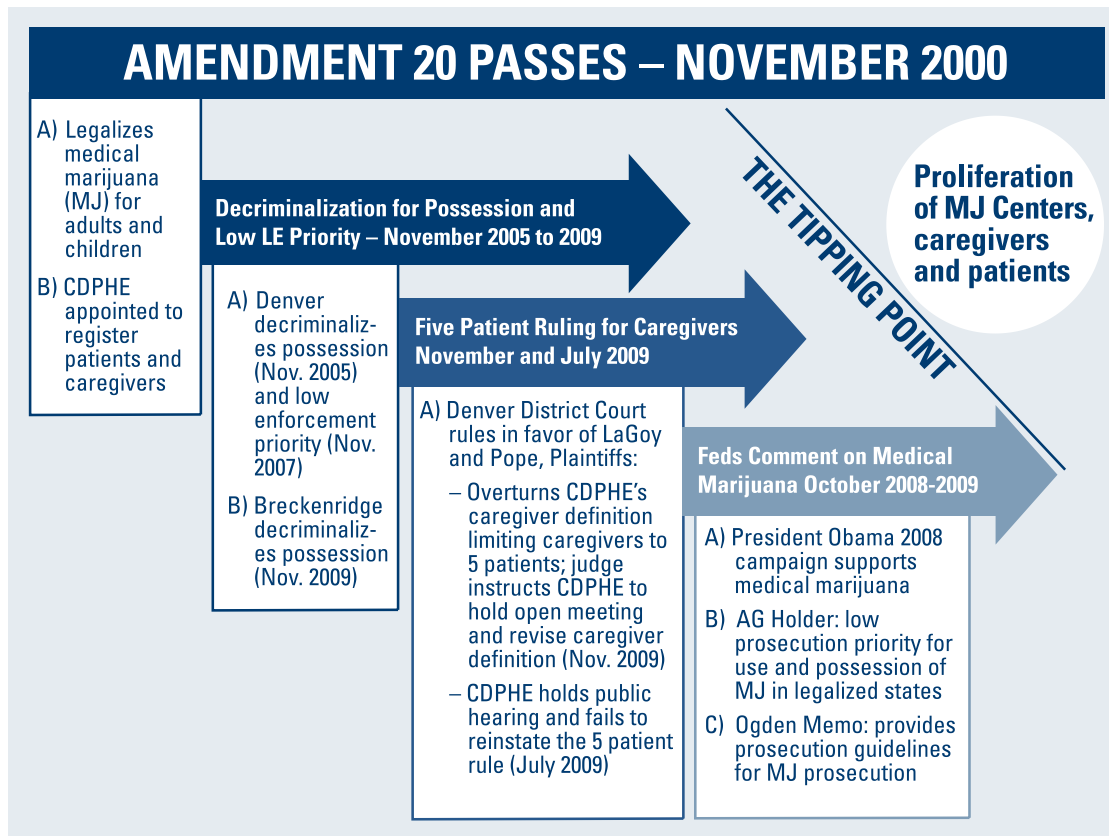 AMENDMENT 20 PASSES – NOVEMBER 2000
A) Legalizes
medical
marijuana
(MJ) for
adults and
children
B) CDPHE
appointed to
register
patients and
caregivers
Decriminalization for Possession and
Low LE Priority – November 2005 to 2009
A) Denver
decriminaliz-
es possession
(Nov. 2005)
and low
enforcement
priority (Nov.
2007)
B) Breckenridge
decriminaliz-
es possession
(Nov. 2009)
Five Patient Ruling for Caregivers
November and July 2009
A) Denver District Court
rules in favor of LaGoy
and Pope, Plaintiffs:
– Overturns CDPHE’s
caregiver definition
limiting caregivers to
5 patients; judge
instructs CDPHE to
hold open meeting
and revise caregiver
definition (Nov. 2009)
– CDPHE holds public
hearing and fails to
reinstate the 5 patient
rule (July 2009)
Feds Comment on Medical
Marijuana October 2008-2009
A) President Obama 2008
campaign supports
medical marijuana
B) AG Holder: low
prosecution priority for
use and possession of
MJ in legalized states
C) Ogden Memo: provides
prosecution guidelines
for MJ prosecution
THE TIPPING POINT
Proliferation
of MJ Centers,
caregivers
and patients